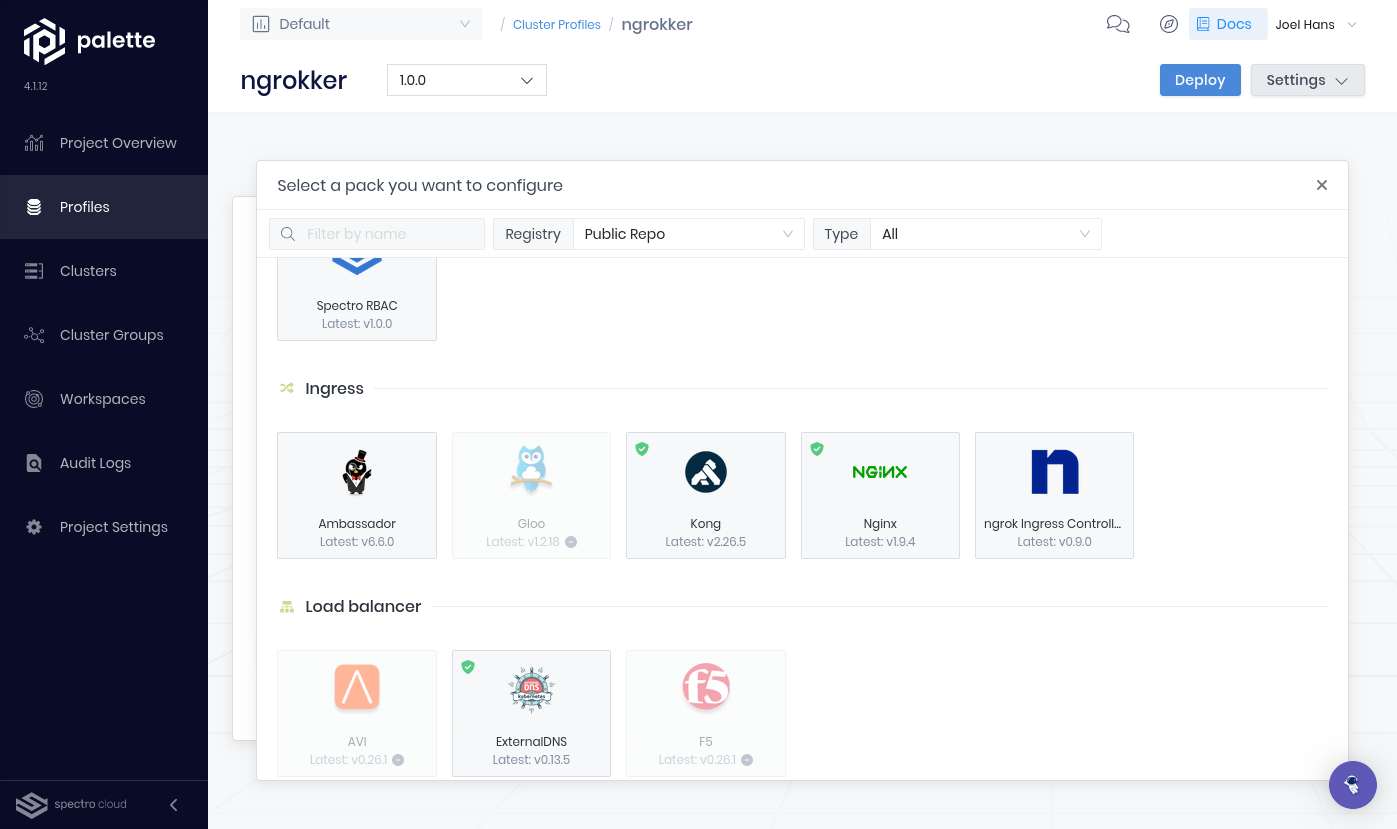 palette
4.1.12
Project Overview
Profiles
Clusters
Cluster Groups
Workspaces
Audit Logs
Project Settings
spectro cloud
Default
/ Cluster Profiles / ngrokker
Docs
Joel Hans
ngrokker
1.0.0
Deploy
Settings
Select a pack you want to configure
Filter by name
Registry
Public Repo
Type
All
Spectro RBAC
Latest: v1.0.0
Ingress
Ambassador
Latest: v6.6.0
Gloo
Latest: v1.2.18
Kong
Latest: v2.26.5
NGINX
Nginx
Latest: v1.9.4
n
ngrok Ingress Controll...
Latest: v0.9.0
Load balancer
AVI
Latest: v0.26.1
DNS
kubernetes
ExternalDNS
Latest: v0.13.5
f5
F5
Latest: v0.26.1